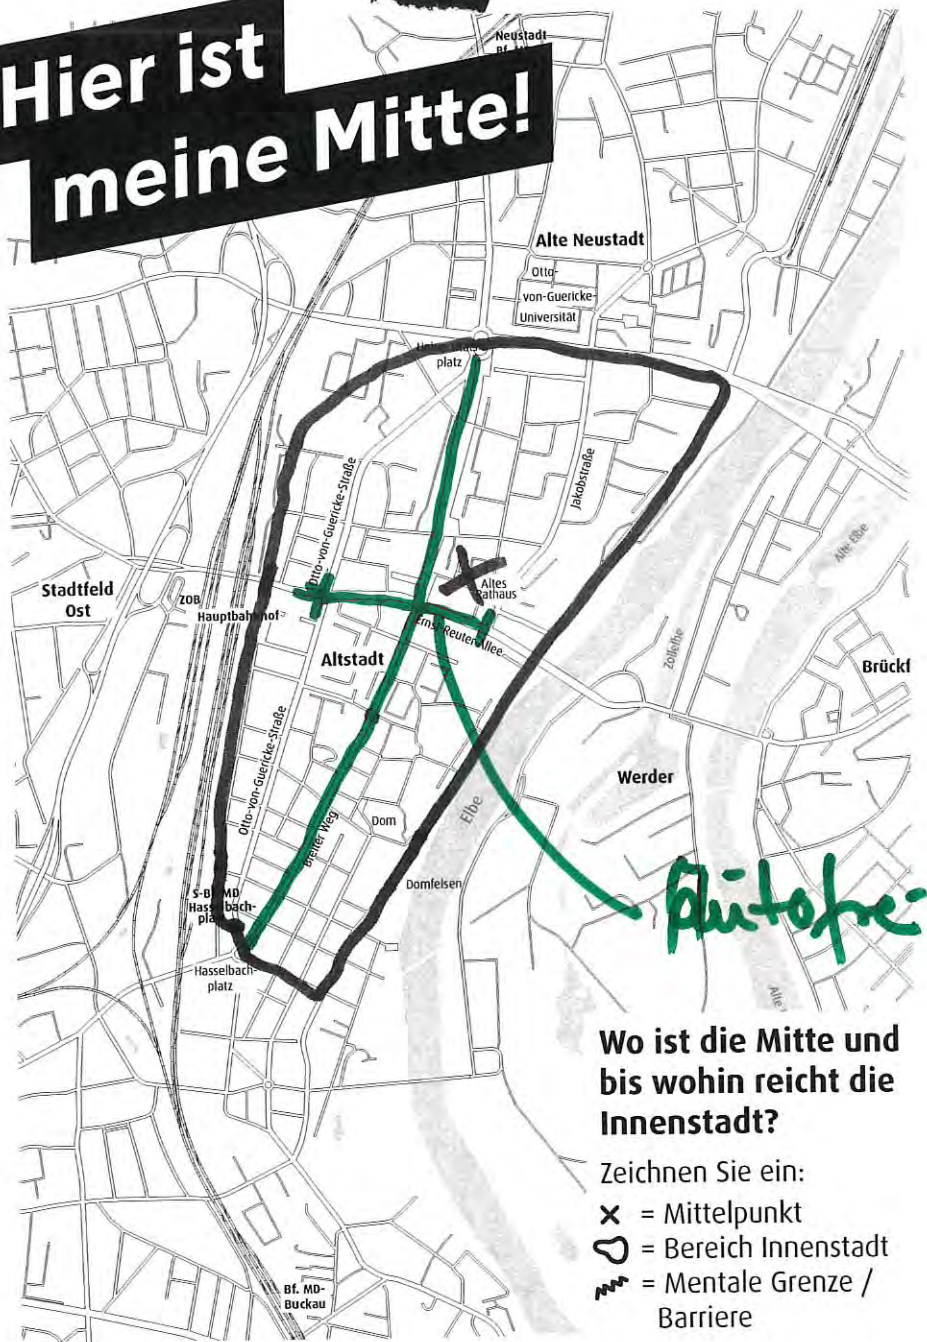 Hier ist
meine Mitte!
Neustadt
Alte Neustadt
Otto-
von-Guericke-
Universität
platz
Otto-von-Guericke-Straße
Jakobstraße
Alte Elbe
Stadtfeld
Ost
ZOB
Hauptbahnhof
Altes
Rathaus
Ernst-Reuter-Allee
Altstadt
Zollelbe
Brückf
Otto-von-Guericke-Straße
Werder
Elbe
Breiter Weg
Dom
Domfelsen
S-Bf. MD
Hasselbach-
platz
Autofre-
Hasselbach-
platz
Alte
Wo ist die Mitte und
bis wohin reicht die
Innenstadt?
Zeichnen Sie ein:
= Mittelpunkt
= Bereich Innenstadt
= Mentale Grenze /
Barriere
Bf. MD-
Buckau